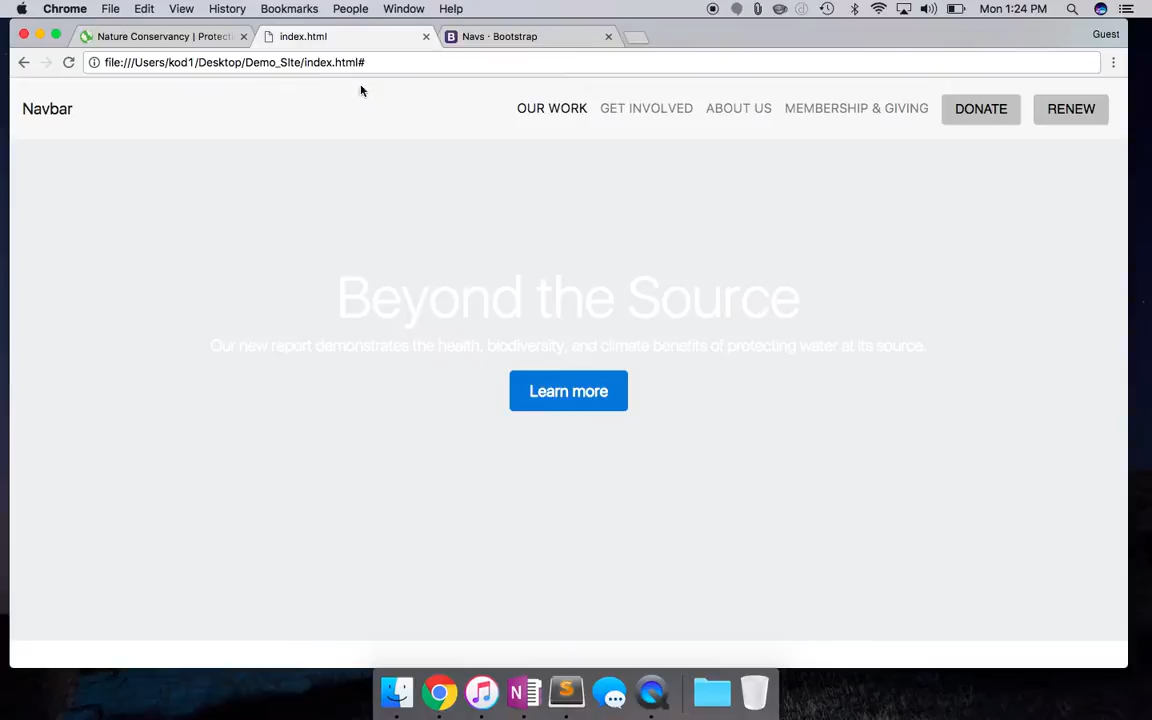 Chrome File Edit View History Bookmarks People Window Help Mon 1:24 PM
Nature Conservancy | Protecti index.html Navs · Bootstrap Guest
file:///Users/kod1/Desktop/Demo_SIte/index.html#
Navbar OUR WORK GET INVOLVED ABOUT US MEMBERSHIP & GIVING DONATE RENEW
Beyond the Source
Our new report demonstrates the health, biodiversity, and climate benefits of protecting water at its source.
Learn more